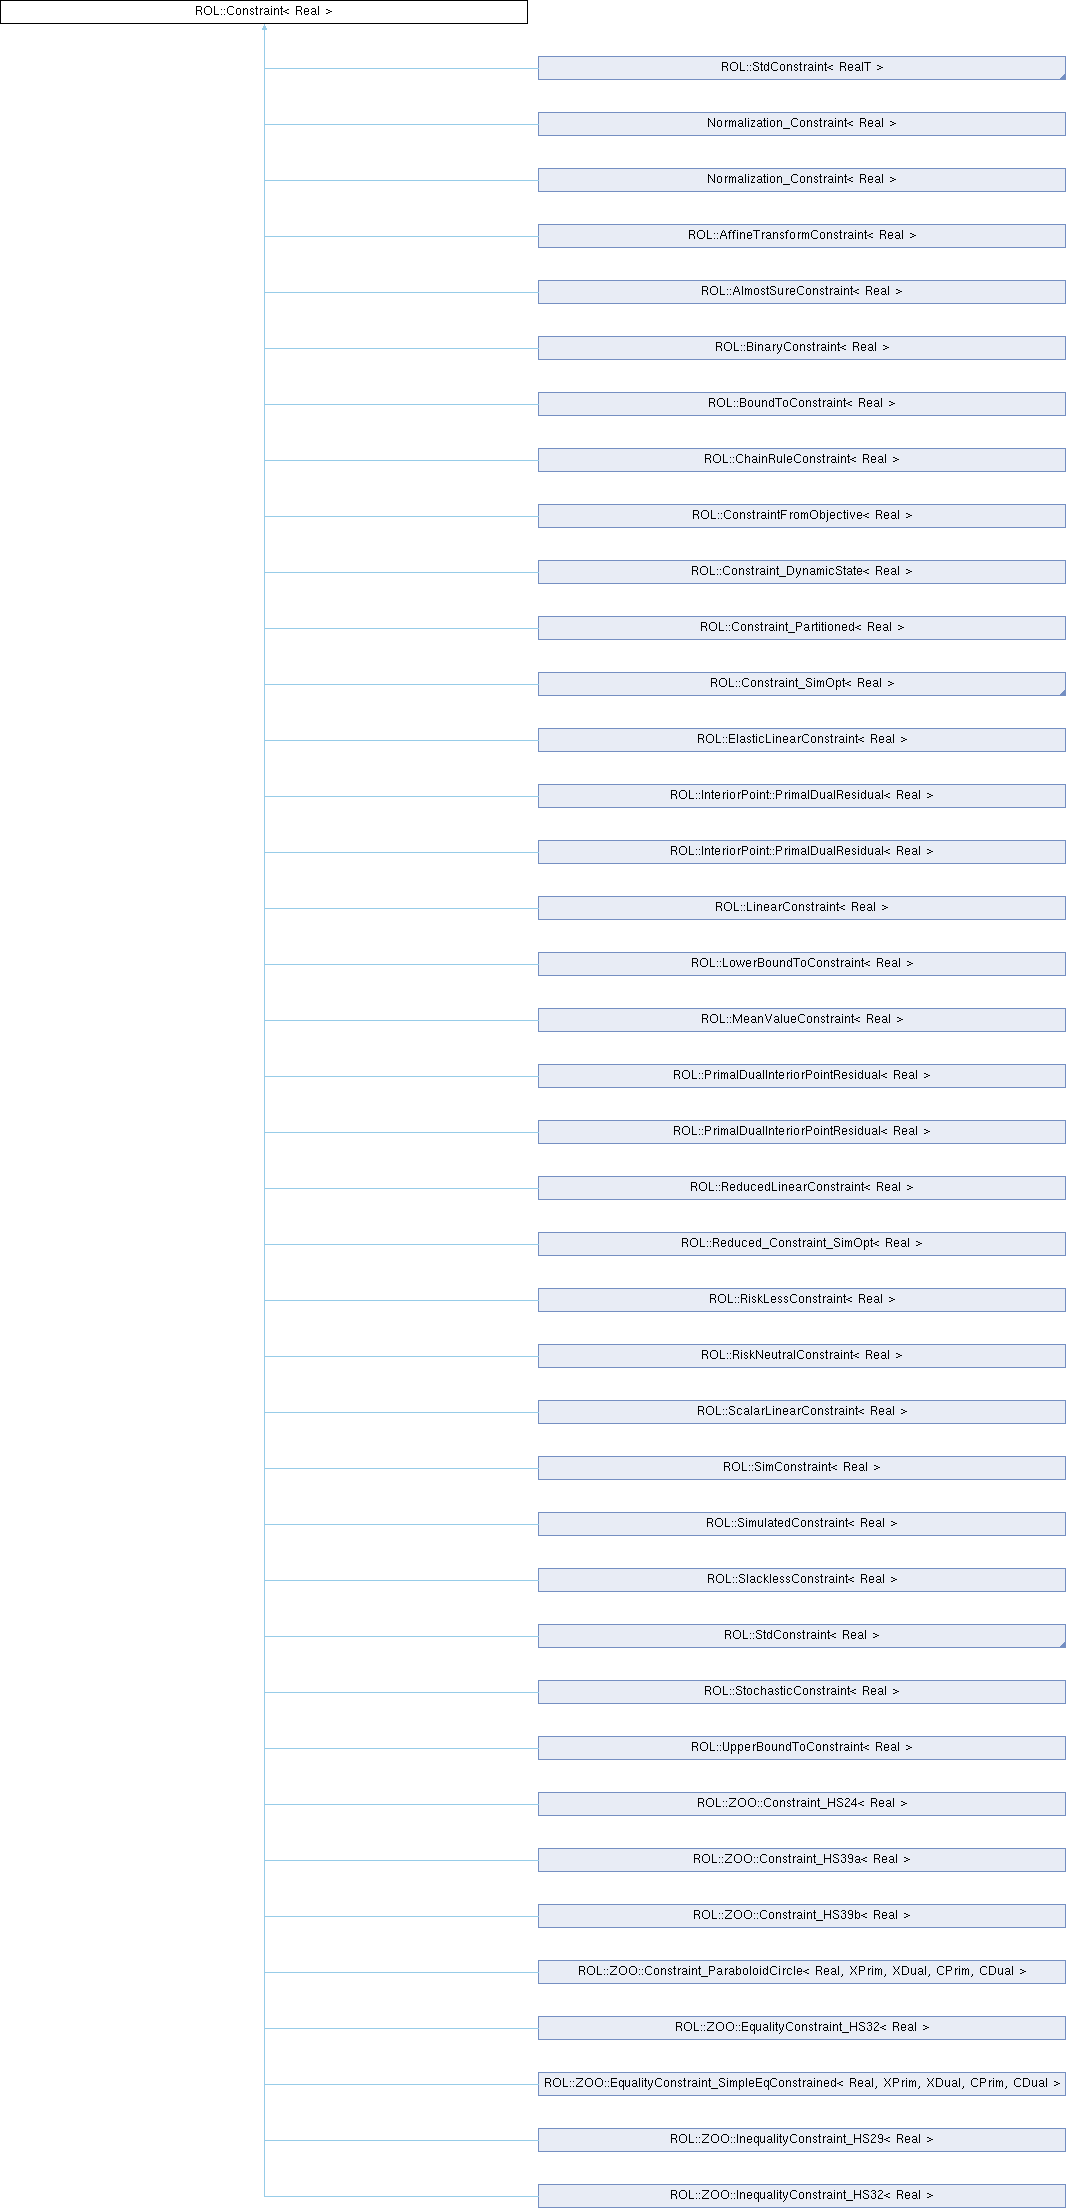 ROL::Constraint< Real >
ROL::StdConstraint< RealT >
Normalization_Constraint< Real >
Normalization_Constraint< Real >
ROL::AffineTransformConstraint< Real >
ROL::AlmostSureConstraint< Real >
ROL::BinaryConstraint< Real >
ROL::BoundToConstraint< Real >
ROL::ChainRuleConstraint< Real >
ROL::ConstraintFromObjective< Real >
ROL::Constraint_DynamicState< Real >
ROL::Constraint_Partitioned< Real >
ROL::Constraint_SimOpt< Real >
ROL::ElasticLinearConstraint< Real >
ROL::InteriorPoint::PrimalDualResidual< Real >
ROL::InteriorPoint::PrimalDualResidual< Real >
ROL::LinearConstraint< Real >
ROL::LowerBoundToConstraint< Real >
ROL::MeanValueConstraint< Real >
ROL::PrimalDualInteriorPointResidual< Real >
ROL::PrimalDualInteriorPointResidual< Real >
ROL::ReducedLinearConstraint< Real >
ROL::Reduced_Constraint_SimOpt< Real >
ROL::RiskLessConstraint< Real >
ROL::RiskNeutralConstraint< Real >
ROL::ScalarLinearConstraint< Real >
ROL::SimConstraint< Real >
ROL::SimulatedConstraint< Real >
ROL::SlacklessConstraint< Real >
ROL::StdConstraint< Real >
ROL::StochasticConstraint< Real >
ROL::UpperBoundToConstraint< Real >
ROL::ZOO::Constraint_HS24< Real >
ROL::ZOO::Constraint_HS39a< Real >
ROL::ZOO::Constraint_HS39b< Real >
ROL::ZOO::Constraint_ParaboloidCircle< Real, XPrim, XDual, CPrim, CDual >
ROL::ZOO::EqualityConstraint_HS32< Real >
ROL::ZOO::EqualityConstraint_SimpleEqConstrained< Real, XPrim, XDual, CPrim, CDual >
ROL::ZOO::InequalityConstraint_HS29< Real >
ROL::ZOO::InequalityConstraint_HS32< Real >